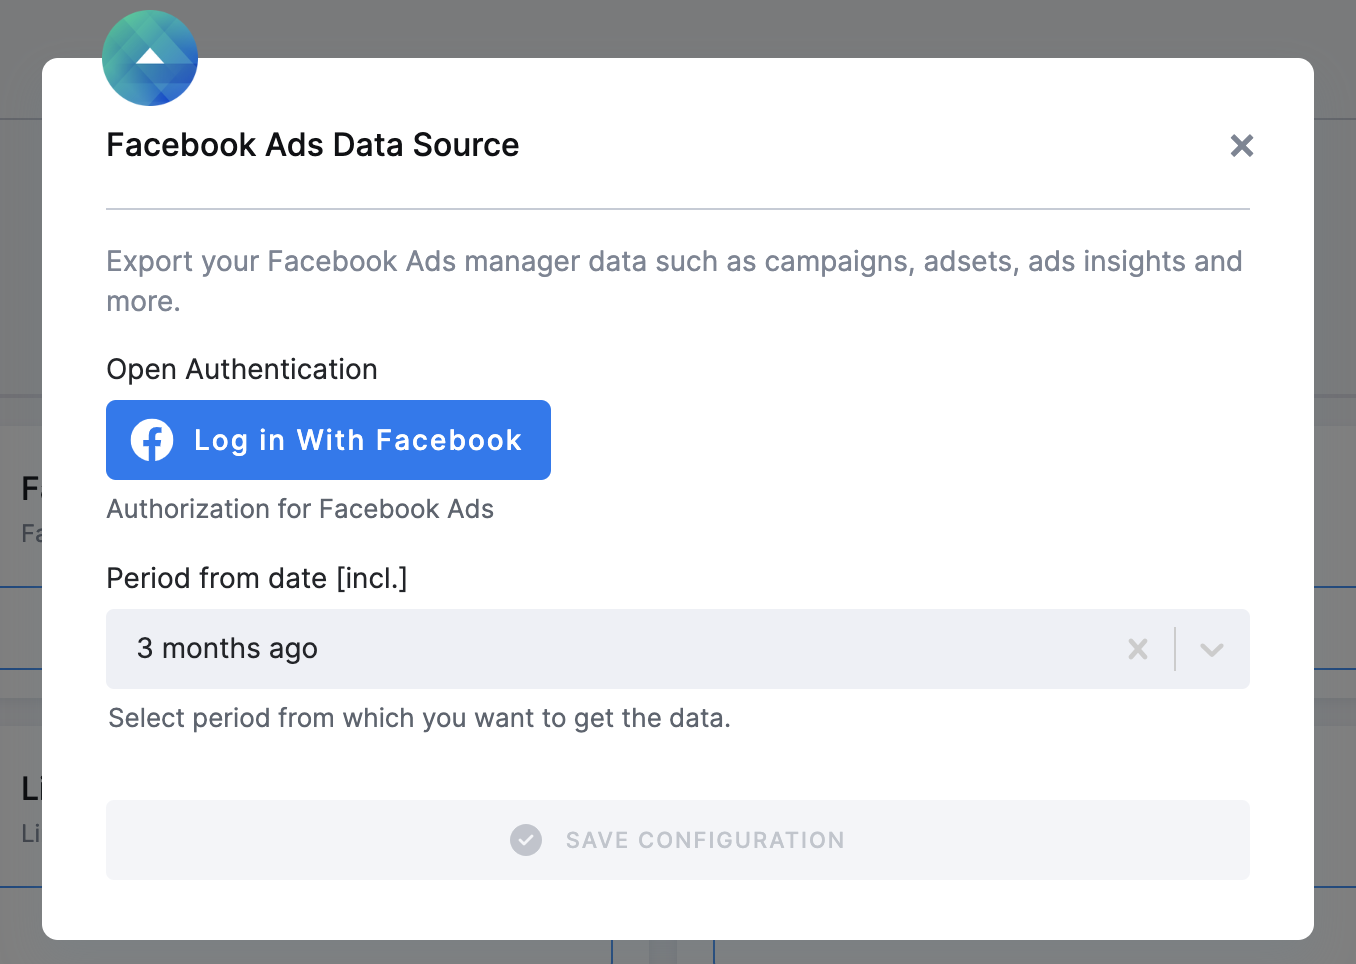 Facebook Ads Data Source
Export your Facebook Ads manager data such as campaigns, adsets, ads insights and
more.
Open Authentication
Log in With Facebook
Authorization for Facebook Ads
Period from date [incl.]
3 months ago
Select period from which you want to get the data.
SAVE CONFIGURATION